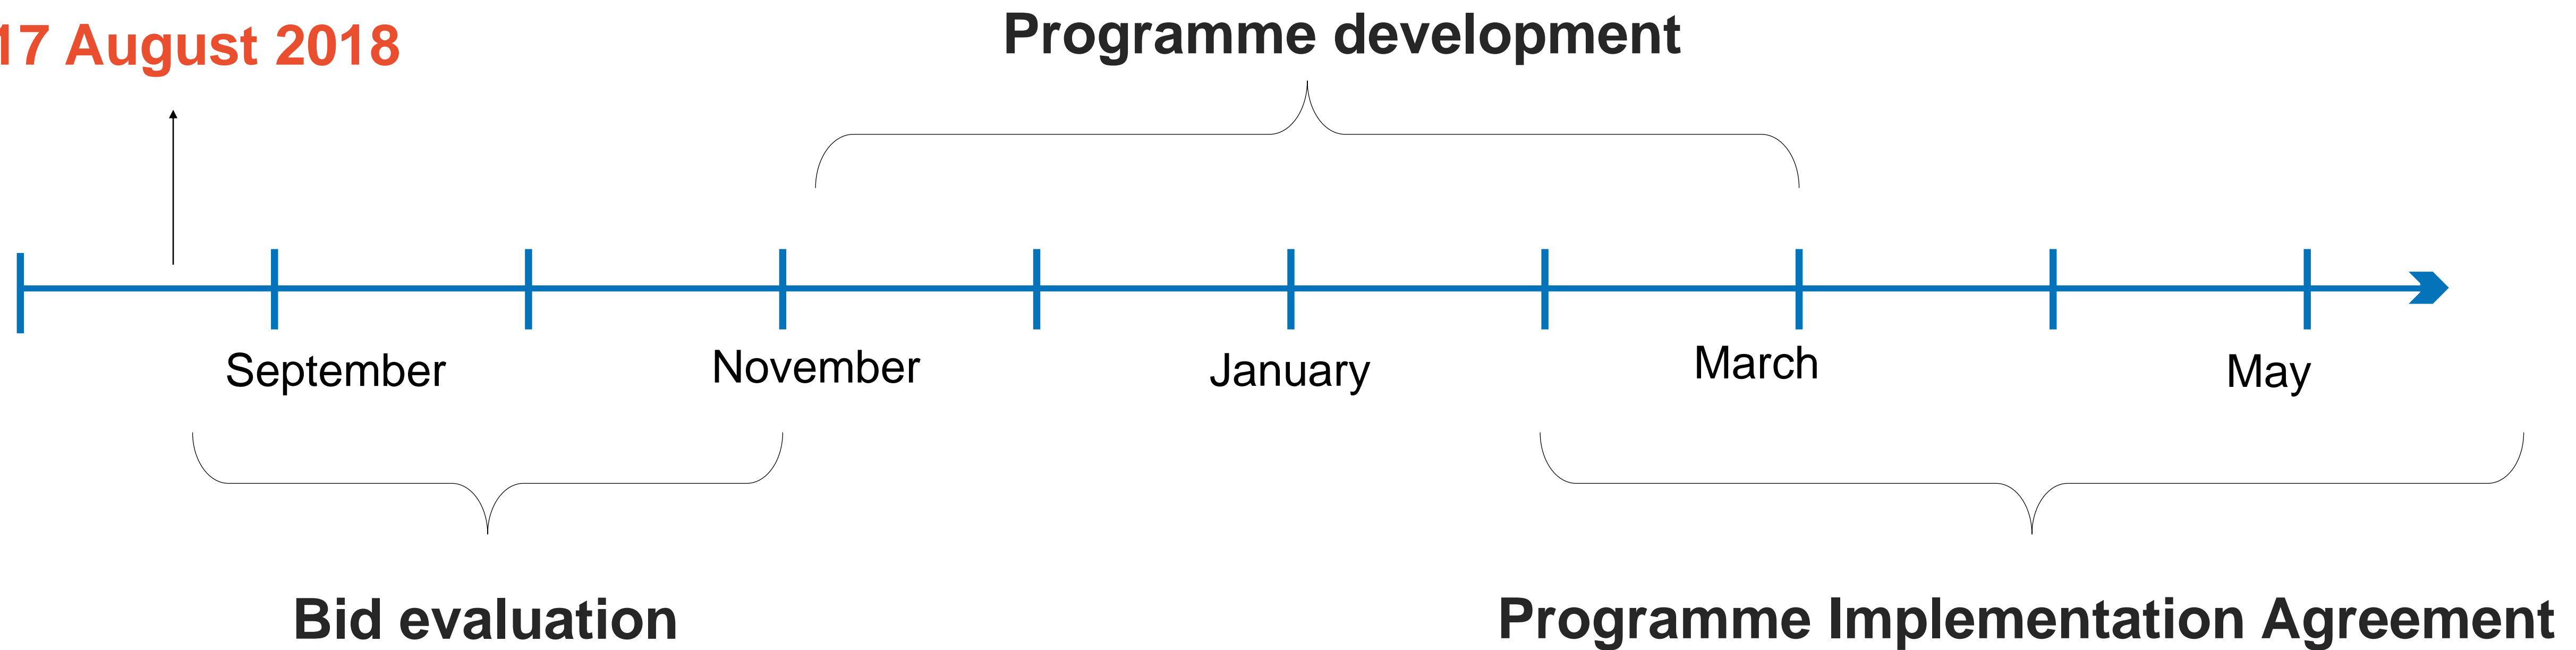 17 August 2018
Programme development
September
November
January
March
May
Bid evaluation
Programme Implementation Agreement